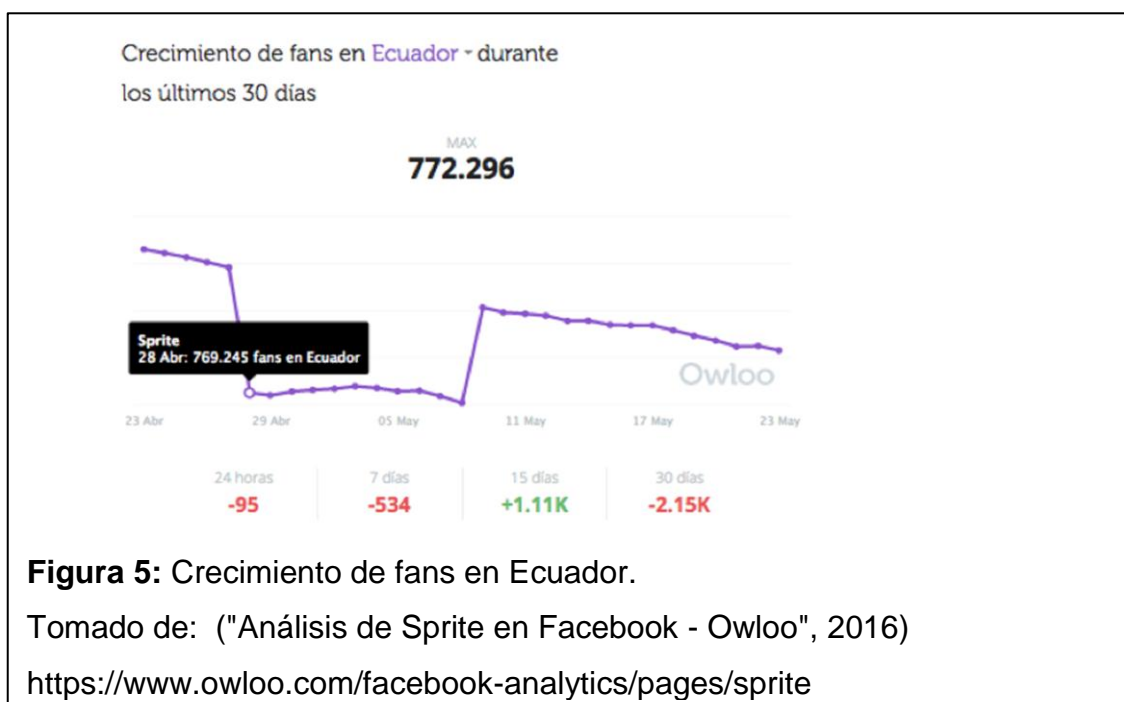 Crecimiento de fans en Ecuador durante
los últimos 30 días
MAX
772.296
Sprite
28 Abr: 769.245 fans en Ecuador
Owloo
23 Abr 29 Abr 05 May 11 May 17 May 23 May
24 horas 7 días 15 días 30 días
-95 -534 +1.11K -2.15K
Figura 5: Crecimiento de fans en Ecuador.
Tomado de: ("Análisis de Sprite en Facebook - Owloo", 2016)
https://www.owloo.com/facebook-analytics/pages/sprite